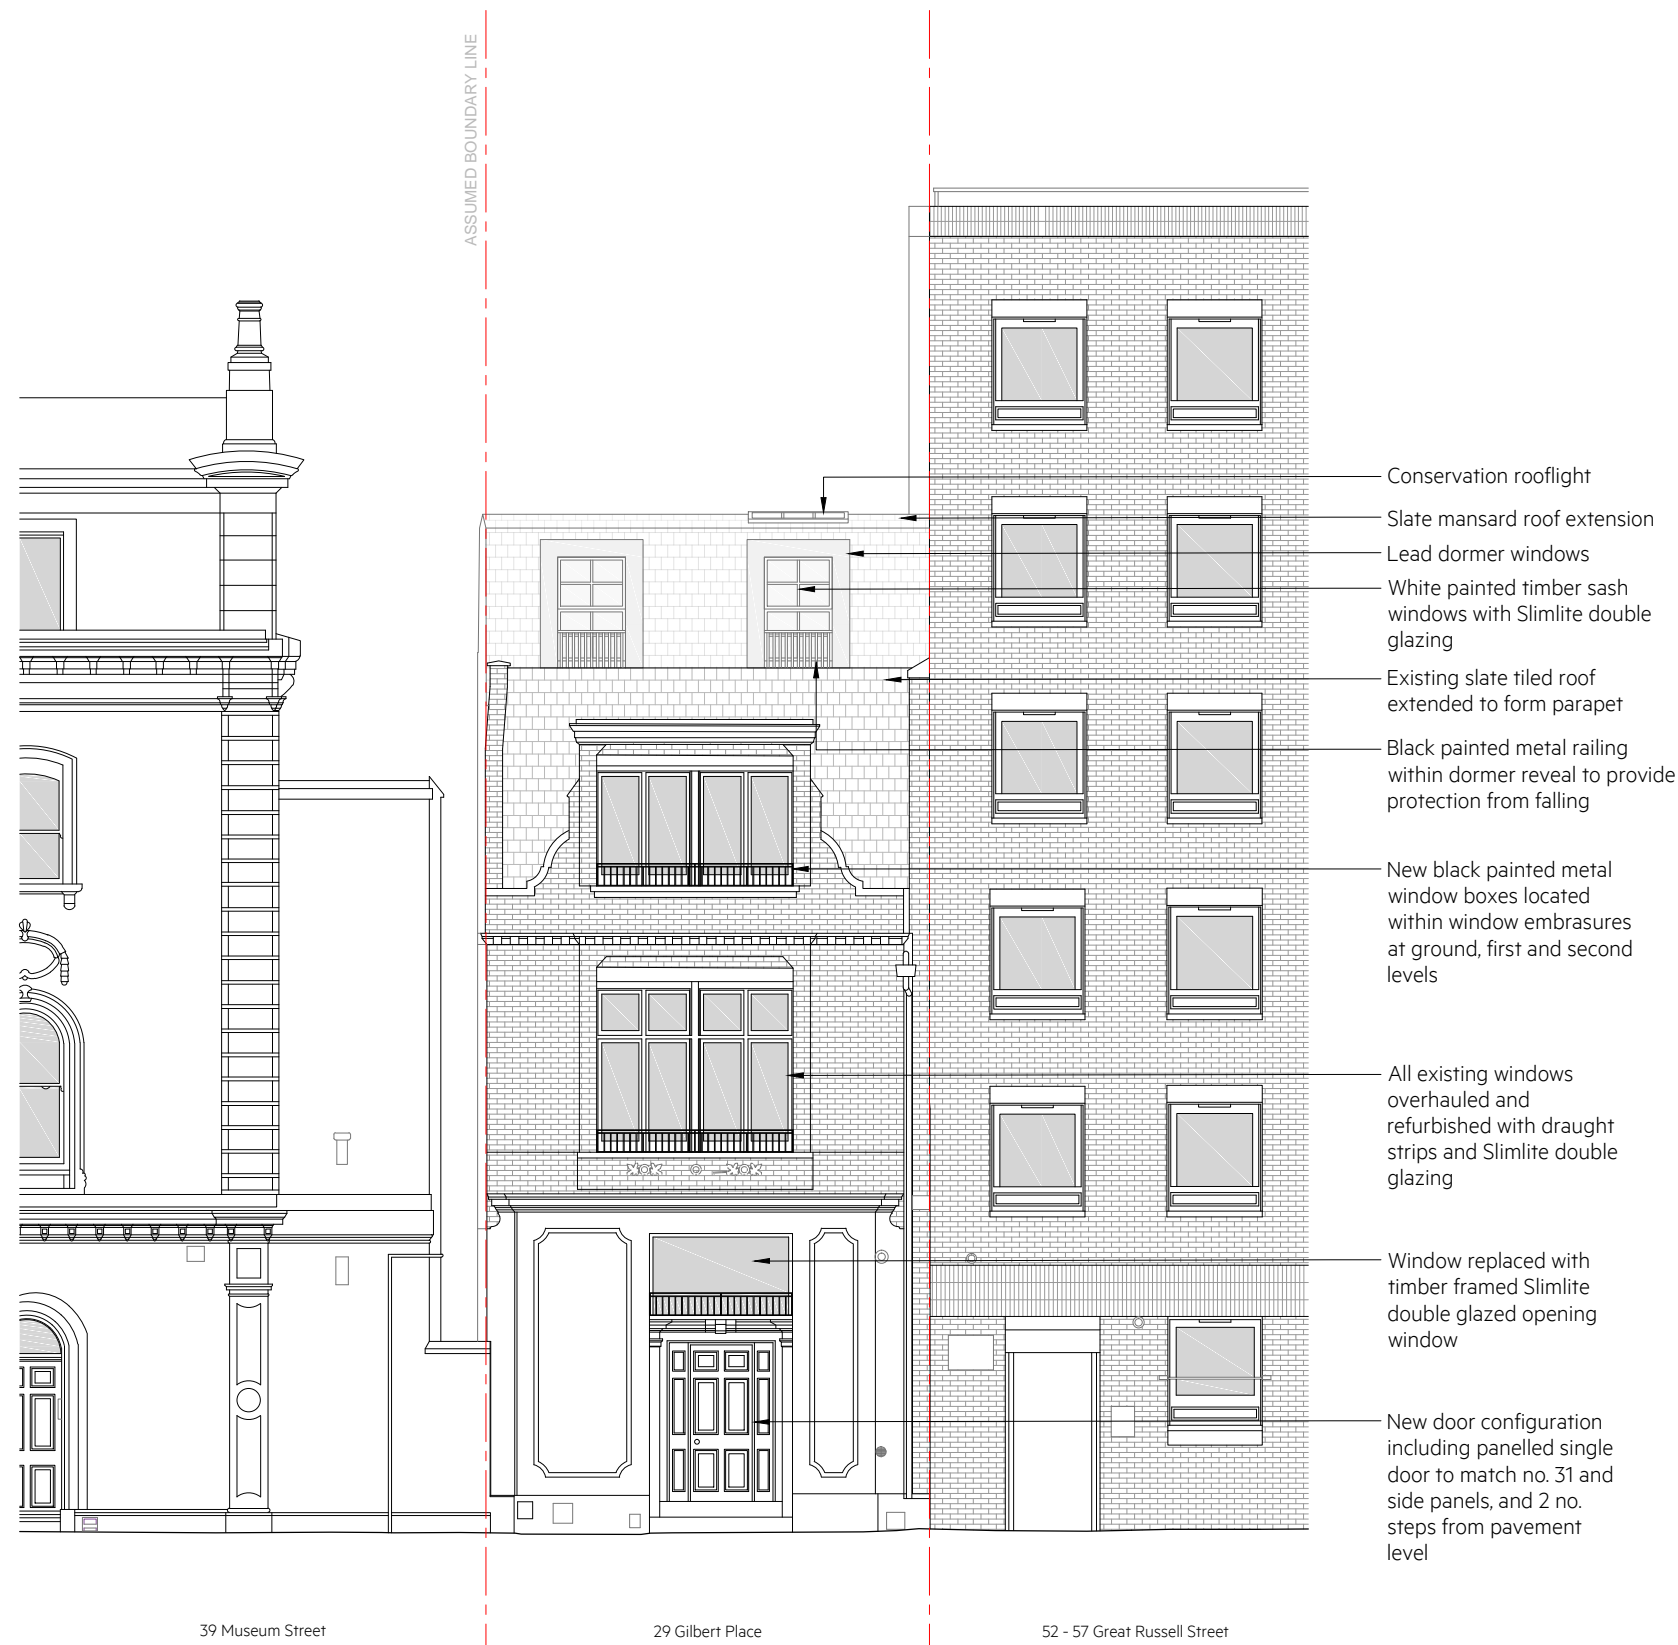 ASSUMED BOUNDARY LINE
Conservation rooflight
Slate mansard roof extension
Lead dormer windows
White painted timber sash
windows with Slimlite double
glazing
Existing slate tiled roof
extended to form parapet
Black painted metal railing
within dormer reveal to provide
protection from falling
New black painted metal
window boxes located
within window embrasures
at ground, first and second
levels
All existing windows
overhauled and
refurbished with draught
strips and Slimlite double
glazing
Window replaced with
timber framed Slimlite
double glazed opening
window
New door configuration
including panelled single
door to match no. 31 and
side panels, and 2 no.
steps from pavement
level
39 Museum Street
29 Gilbert Place
52 - 57 Great Russell Street